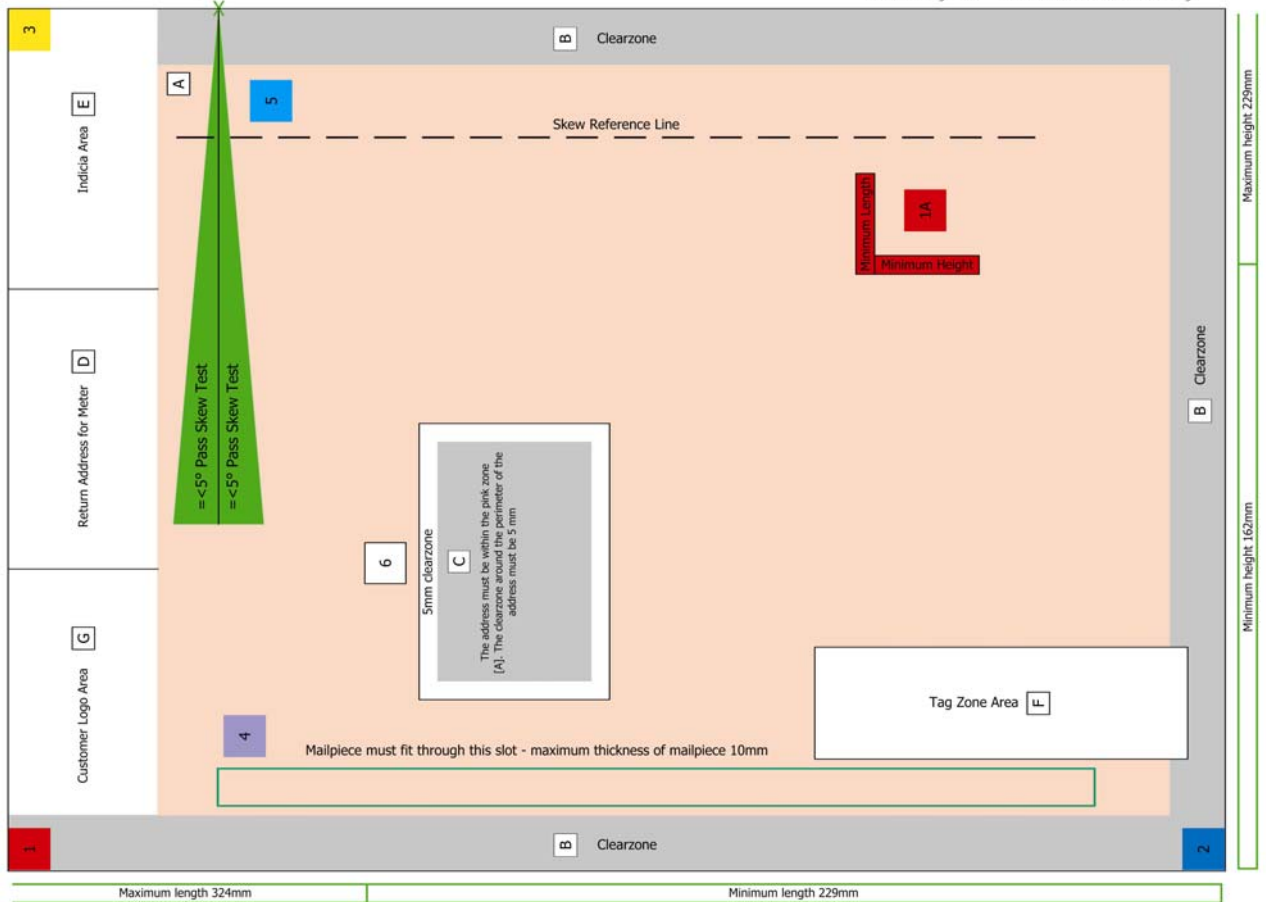 3
B Clearzone
E
Indicia Area
A
5
Skew Reference Line
Maximum height 229mm
Minimum Length
1A
Minimum Height
D
Return Address for Meter
=<5° Pass Skew Test
=<5° Pass Skew Test
Clearzone
B
6
5mm clearzone
C
The address must be within the pink zone
[A]. The clearzone around the perimeter of the
address must be 5 mm
Minimum height 162mm
G
Customer Logo Area
4
Tag Zone Area F
Mailpiece must fit through this slot - maximum thickness of mailpiece 10mm
1
B Clearzone
2
Maximum length 324mm
Minimum length 229mm